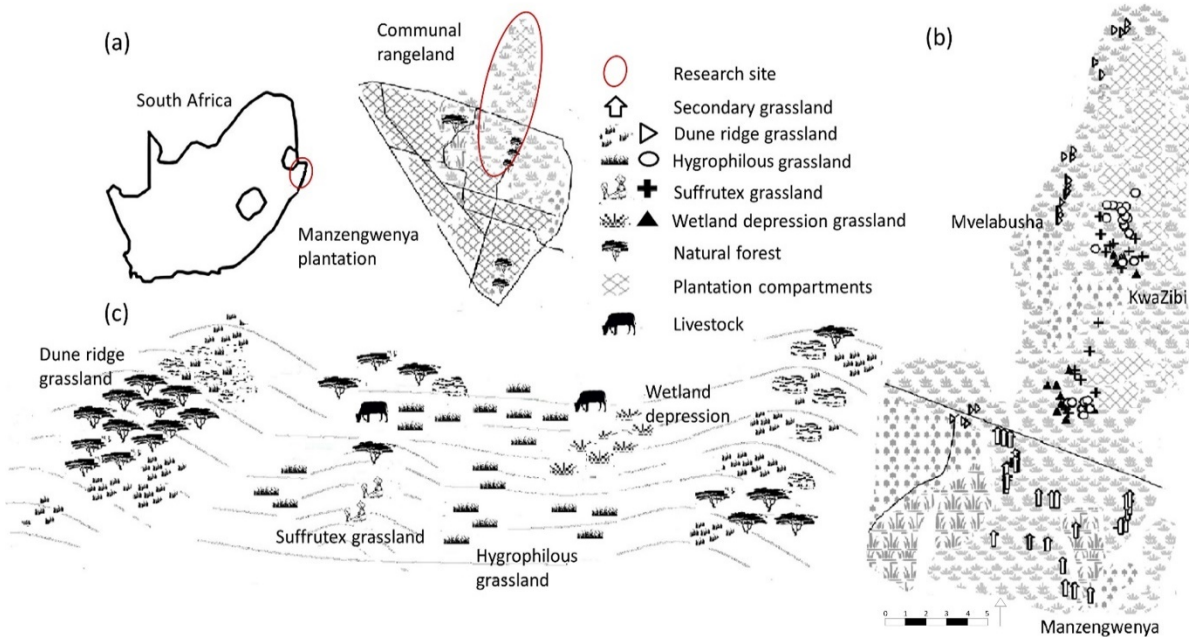 (a)
South Africa
Manzengwenya
plantation
Communal
rangeland
Research site
Secondary grassland
Dune ridge grassland
Hygrophilous grassland
Suffrutex grassland
Wetland depression grassland
Natural forest
Plantation compartments
Livestock
(b)
Mvelabusha
KwaZibi
0 1 2 3 4 5
Manzengwenya
(c)
Dune ridge
grassland
Wetland
depression
Suffrutex grassland
Hygrophilous
grassland